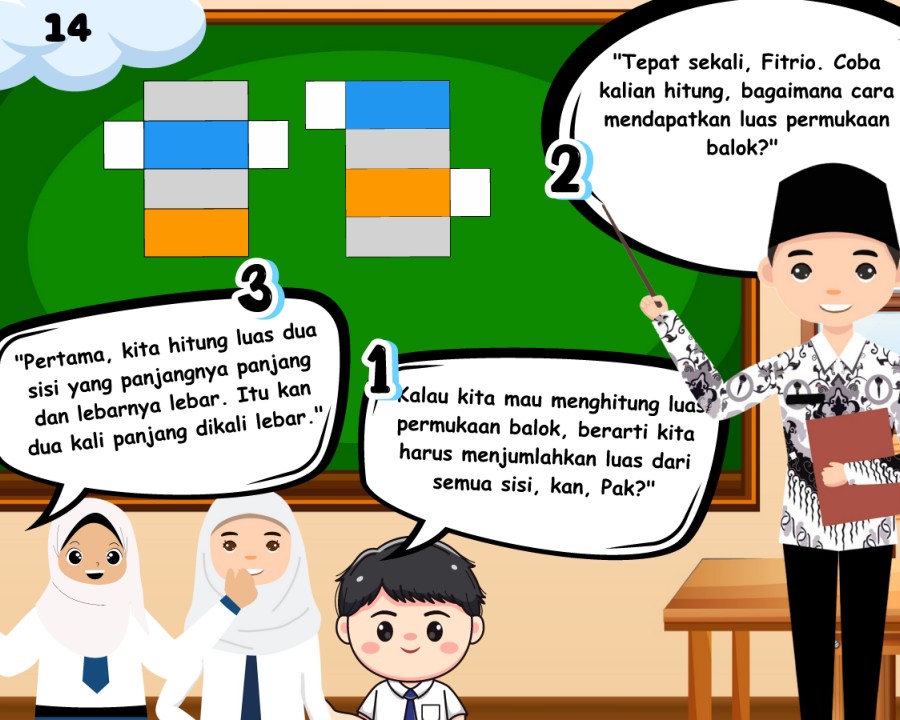 14
1
Kalau kita mau menghitung luas
permukaan balok, berarti kita
harus menjumlahkan luas dari
semua sisi, kan, Pak?"
2
"Tepat sekali, Fitrio. Coba
kalian hitung, bagaimana cara
mendapatkan luas permukaan
balok?"
3
"Pertama, kita hitung luas dua
sisi yang panjangnya panjang
dan lebarnya lebar. Itu kan
dua kali panjang dikali lebar."